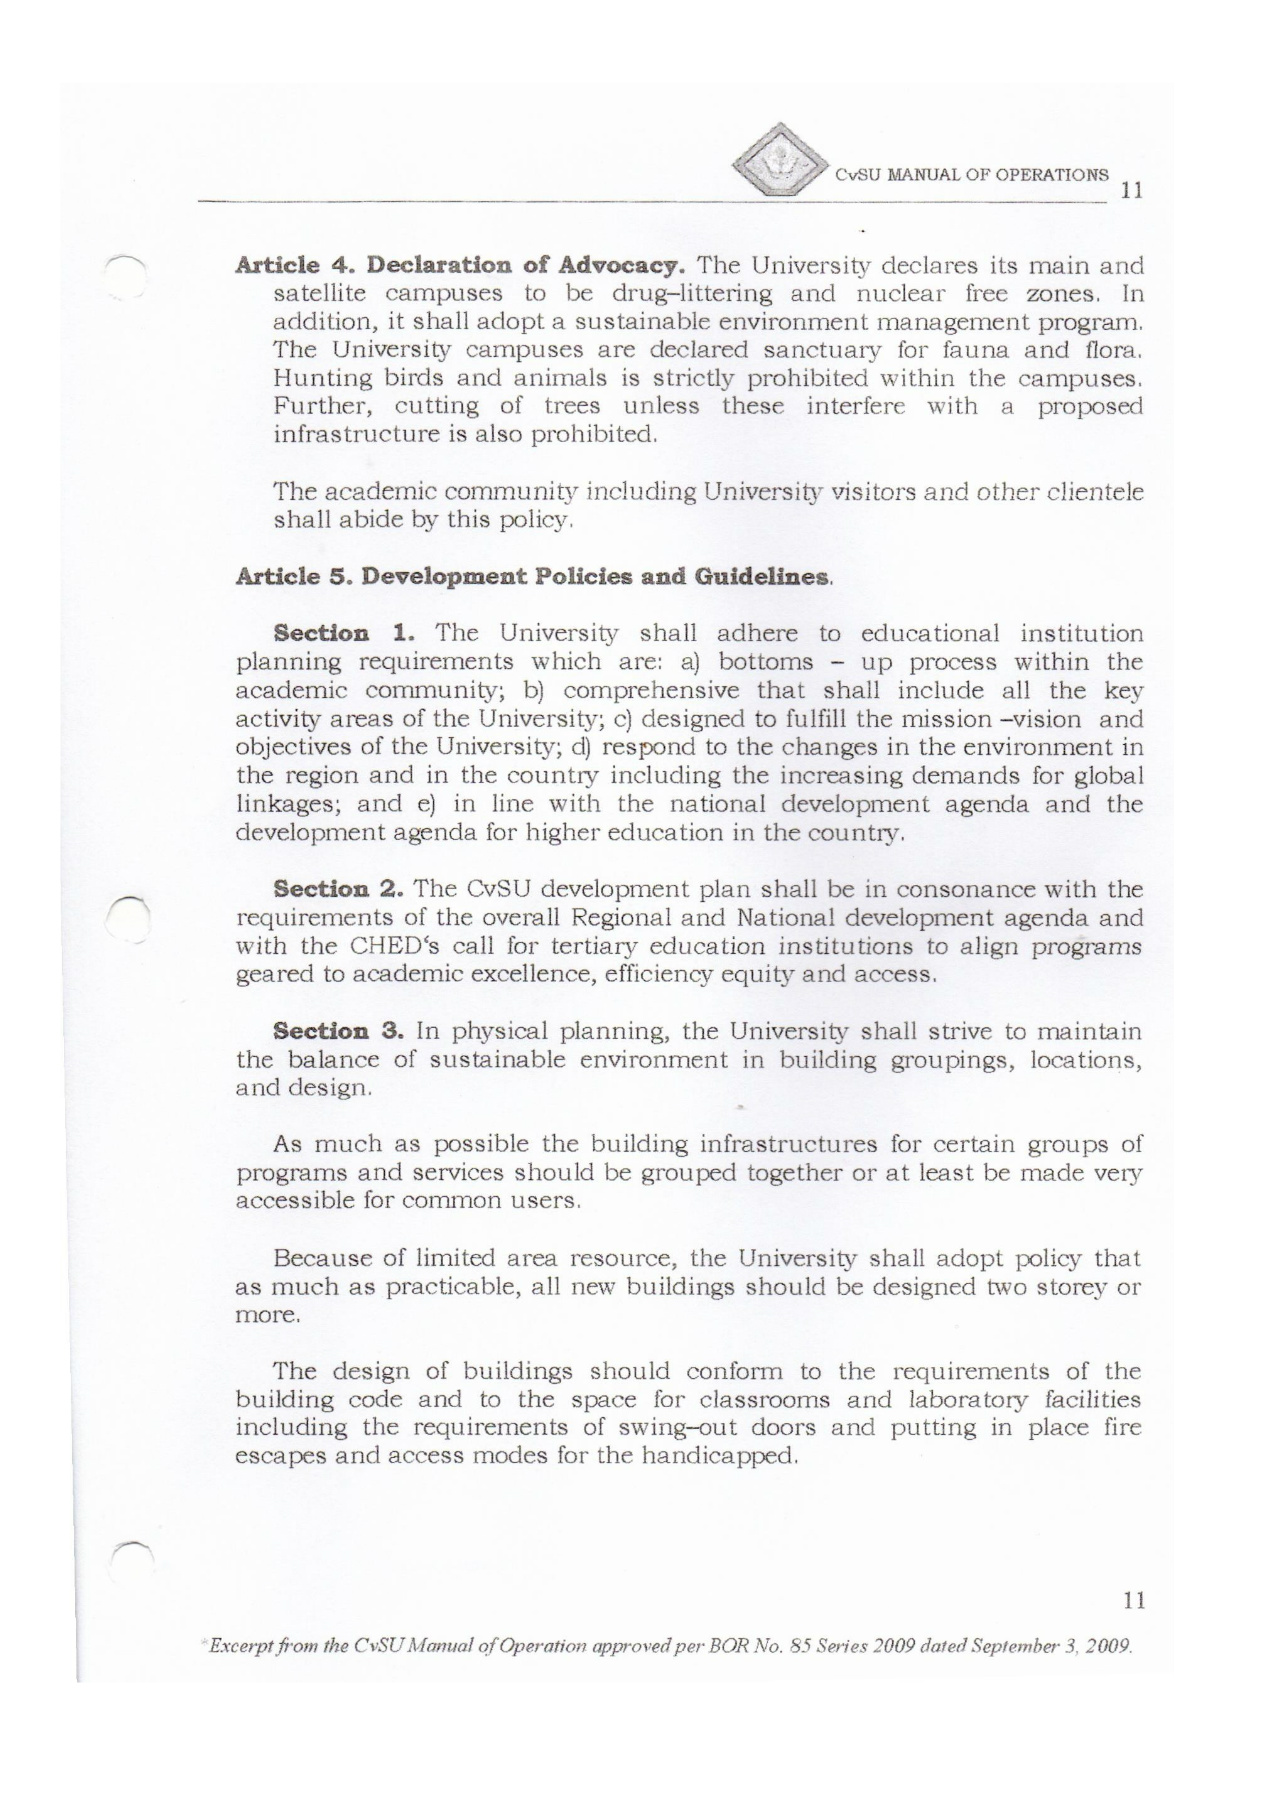 CvSU MANUAL OF OPERATIONS
11
Article 4. Declaration of Advocacy. The University declares its main and
satellite campuses to be drug–littering and nuclear free zones. In
addition, it shall adopt a sustainable environment management program.
The University campuses are declared sanctuary for fauna and flora.
Hunting birds and animals is strictly prohibited within the campuses.
Further, cutting of trees unless these interfere with a proposed
infrastructure is also prohibited.
The academic community including University visitors and other clientele
shall abide by this policy.
Article 5. Development Policies and Guidelines.
Section 1. The University shall adhere to educational institution
planning requirements which are: a) bottoms – up process within the
academic community; b) comprehensive that shall include all the key
activity areas of the University; c) designed to fulfill the mission –vision and
objectives of the University; d) respond to the changes in the environment in
the region and in the country including the increasing demands for global
linkages; and e) in line with the national development agenda and the
development agenda for higher education in the country.
Section 2. The CvSU development plan shall be in consonance with the
requirements of the overall Regional and National development agenda and
with the CHED‘s call for tertiary education institutions to align programs
geared to academic excellence, efficiency equity and access.
Section 3. In physical planning, the University shall strive to maintain
the balance of sustainable environment in building groupings, locations,
and design.
As much as possible the building infrastructures for certain groups of
programs and services should be grouped together or at least be made very
accessible for common users.
Because of limited area resource, the University shall adopt policy that
as much as practicable, all new buildings should be designed two storey or
more.
The design of buildings should conform to the requirements of the
building code and to the space for classrooms and laboratory facilities
including the requirements of swing–out doors and putting in place fire
escapes and access modes for the handicapped.
11
*Excerpt from the CvSU Manual of Operation approved per BOR No. 85 Series 2009 dated September 3, 2009.